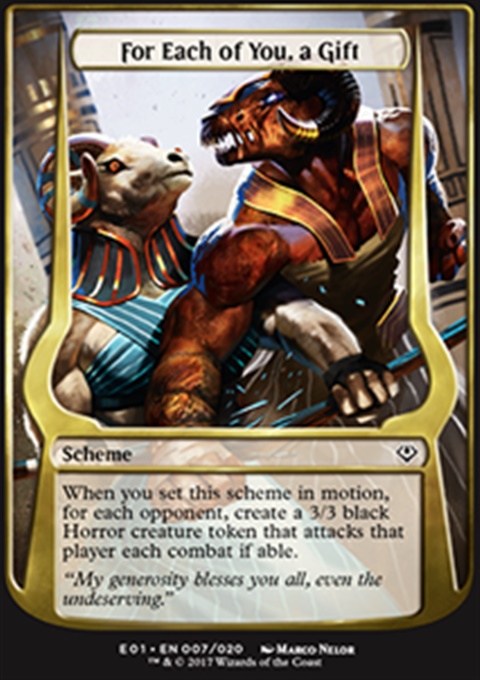 For Each of You, a Gift
Scheme
When you set this scheme in motion,
for each opponent, create a 3/3 black
Horror creature token that attacks that
player each combat if able.
“My generosity blesses you all, even the
undeserving.”
E01 • EN 007/020 Marco Nelor
™ & © 2017 Wizards of the Coast